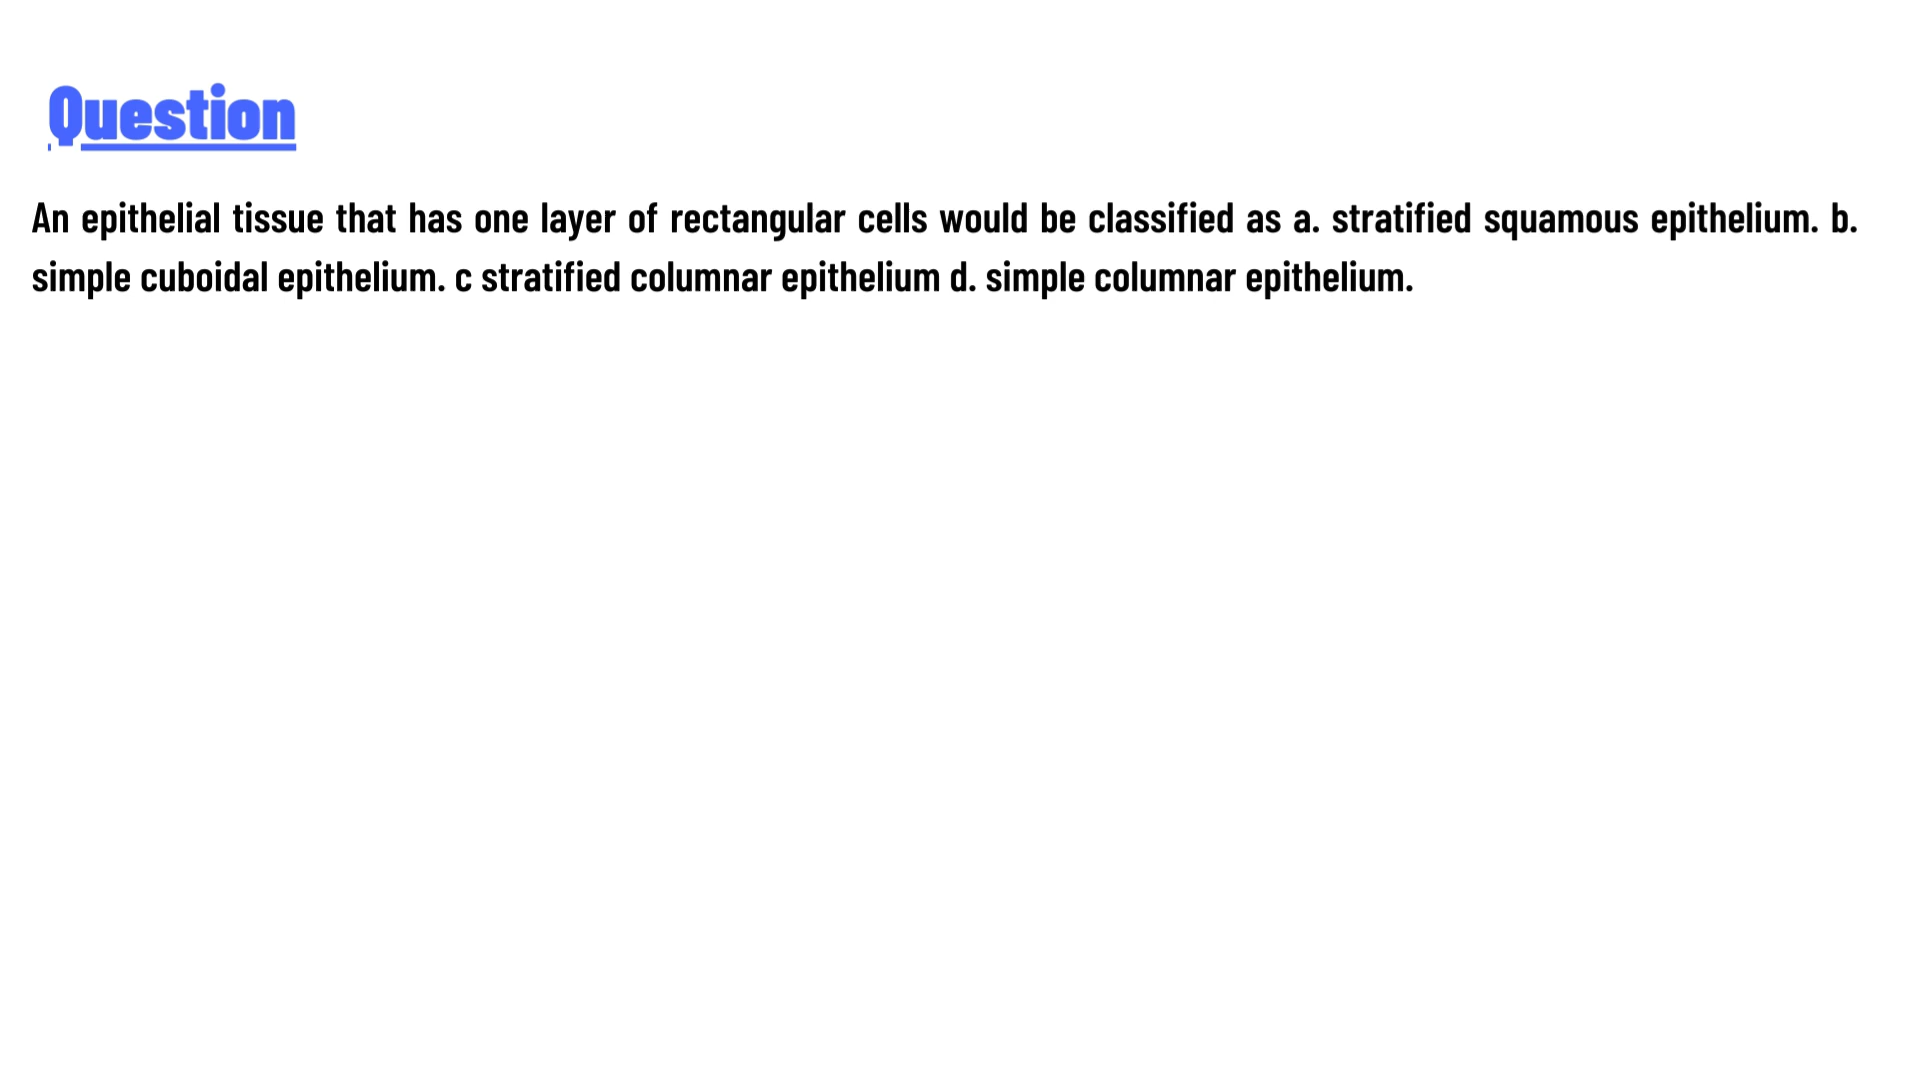 Question
An epithelial tissue that has one layer of rectangular cells would be classified as a. stratified squamous epithelium. b.
simple cuboidal epithelium. c stratified columnar epithelium d. simple columnar epithelium.